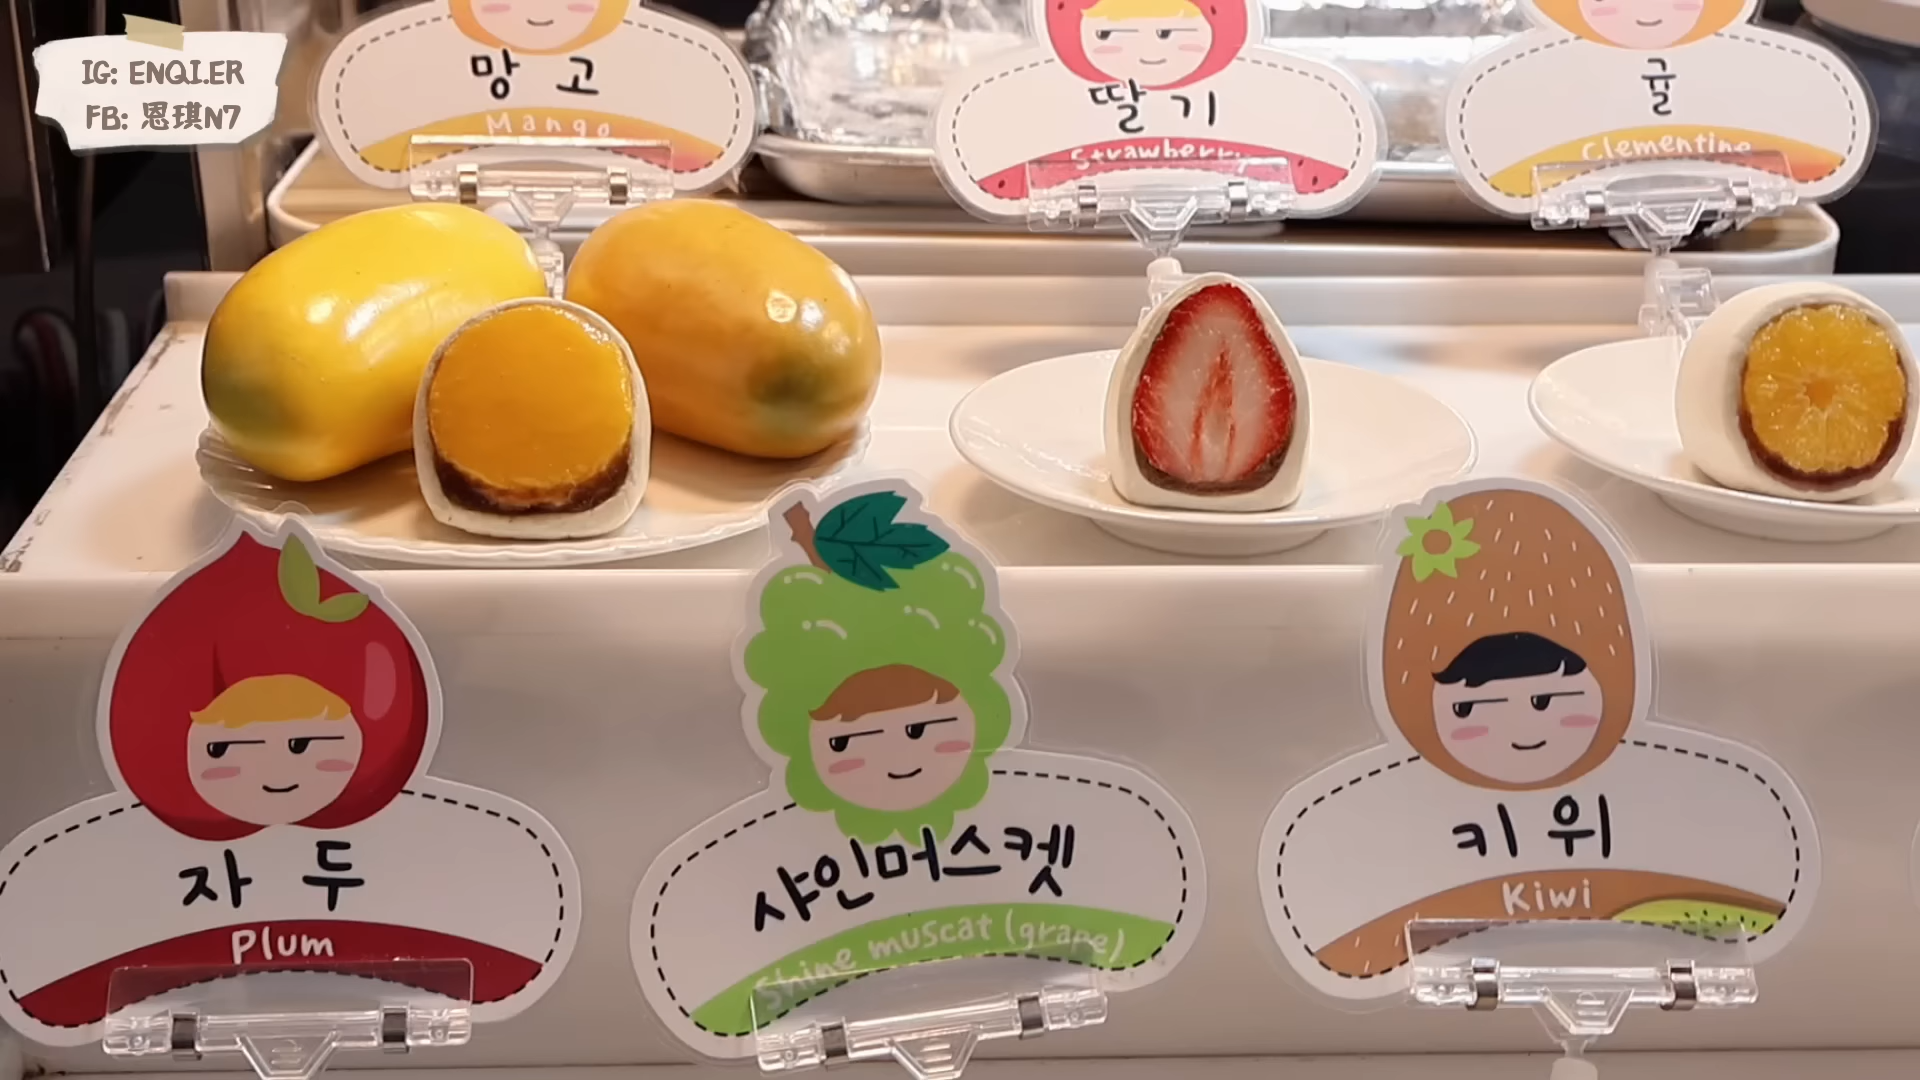 IG: ENQI.ER
FB: 恩琪N7
망고
Mango
딸기
Strawberry
귤
Clementine
자두
Plum
샤인머스켓
Shine muscat (grape)
키위
Kiwi